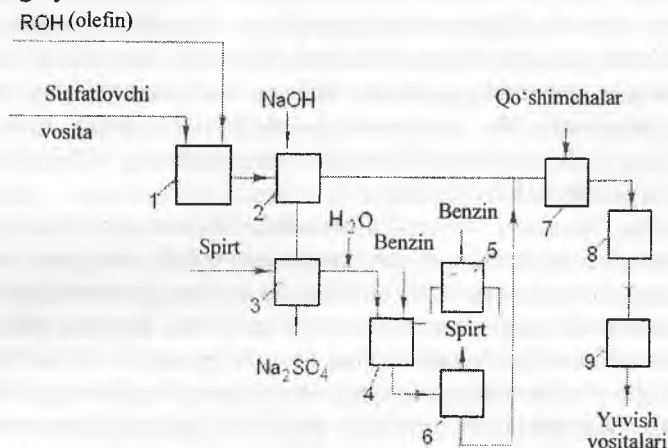 ROH (olefin)
Sulfatlovchi
vosita
NaOH
Qo‘shimchalar
1
2
7
H₂O
Benzin
Benzin
5
8
Spirt
3
Spirt
Na₂SO₄
4
6
9
Yuvish
vositalari